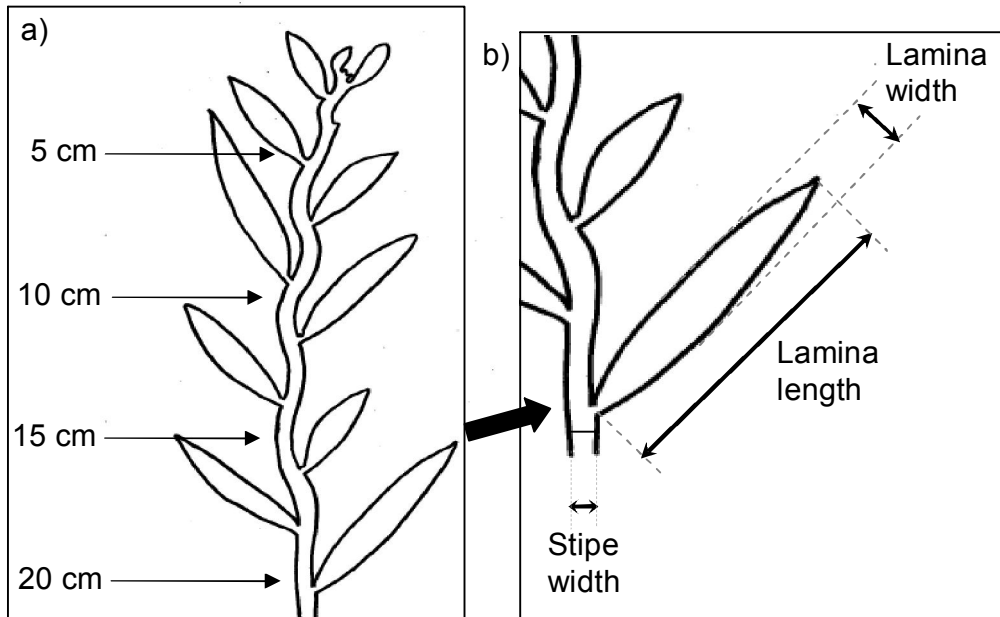 a)
5 cm
10 cm
15 cm
20 cm
b)
Lamina
width
Lamina
length
Stipe
width